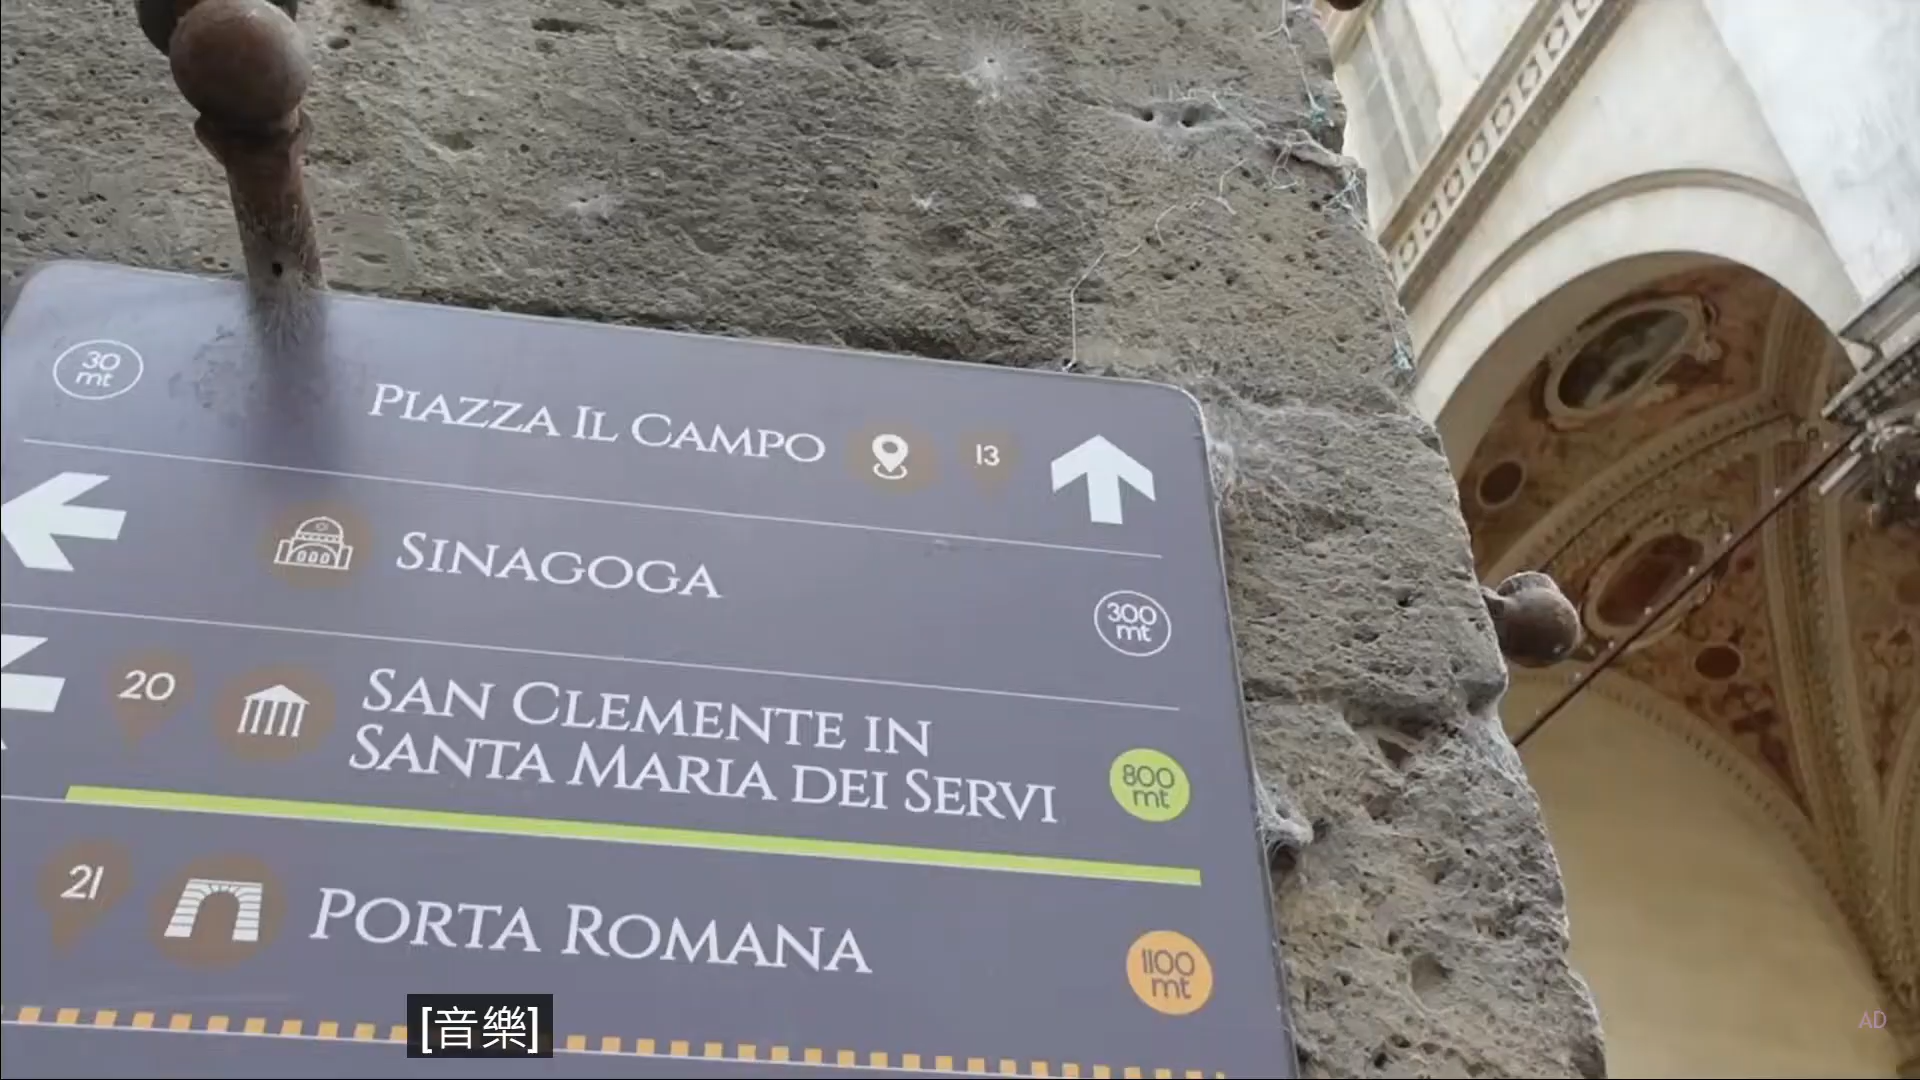 30 mt
PIAZZA IL CAMPO 13
SINAGOGA
300 mt
20 SAN CLEMENTE IN
SANTA MARIA DEI SERVI
800 mt
21 PORTA ROMANA
1100 mt
[音樂]
AD